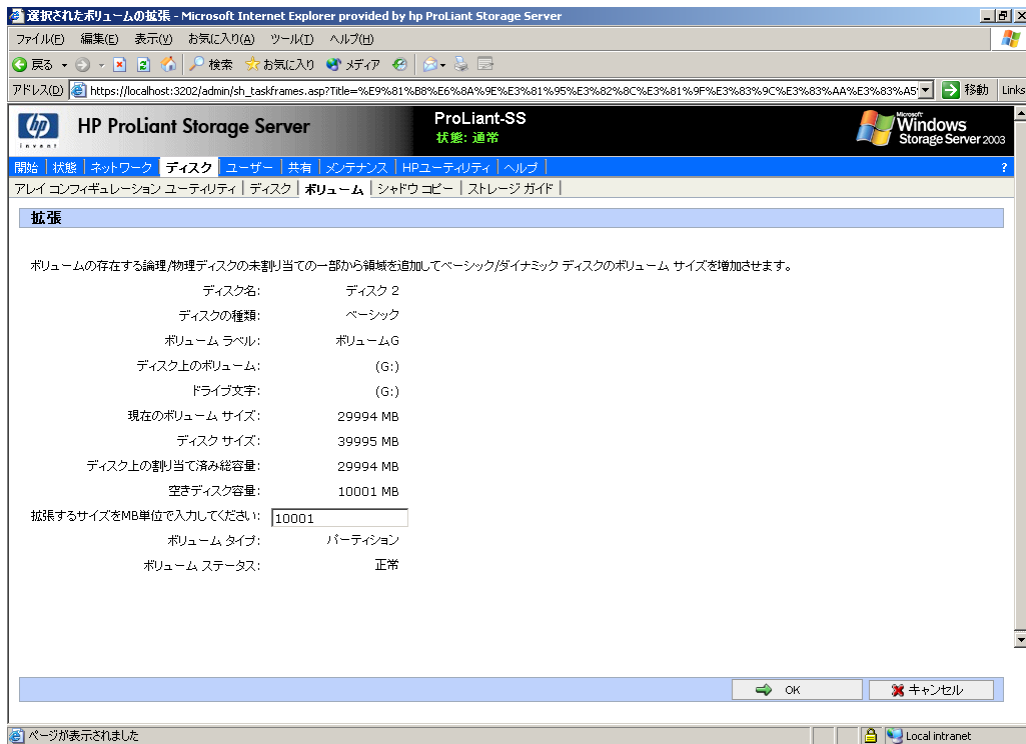 選択されたボリュームの拡張 - Microsoft Internet Explorer provided by hp ProLiant Storage Server
ファイル(F) 編集(E) 表示(V) お気に入り(A) ツール(T) ヘルプ(H)
戻る 検索 お気に入り メディア
アドレス(D) https://localhost:3202/admin/sh_taskframes.asp?Title=%E9%81%B8%E6%8A%9E%E3%81%95%E3%82%8C%E3%81%9F%E3%83%9C%E3%83%AA%E3%83%A5 移動 Links
hp HP ProLiant Storage Server ProLiant-SS Microsoft Windows
invent 状態: 通常 Storage Server 2003
開始 状態 ネットワーク ディスク ユーザー 共有 メンテナンス HPユーティリティ ヘルプ ?
アレイ コンフィギュレーション ユーティリティ ディスク ボリューム シャドウ コピー ストレージ ガイド
拡張
ボリュームの存在する論理/物理ディスクの未割り当ての一部から領域を追加してベーシック/ダイナミック ディスクのボリューム サイズを増加させます。
ディスク名: ディスク 2
ディスクの種類: ベーシック
ボリューム ラベル: ボリュームG
ディスク上のボリューム: (G:)
ドライブ文字: (G:)
現在のボリューム サイズ: 29994 MB
ディスク サイズ: 39995 MB
ディスク上の割り当て済み総容量: 29994 MB
空きディスク容量: 10001 MB
拡張するサイズをMB単位で入力してください: 10001
ボリューム タイプ: パーティション
ボリューム ステータス: 正常
OK キャンセル
ページが表示されました Local intranet